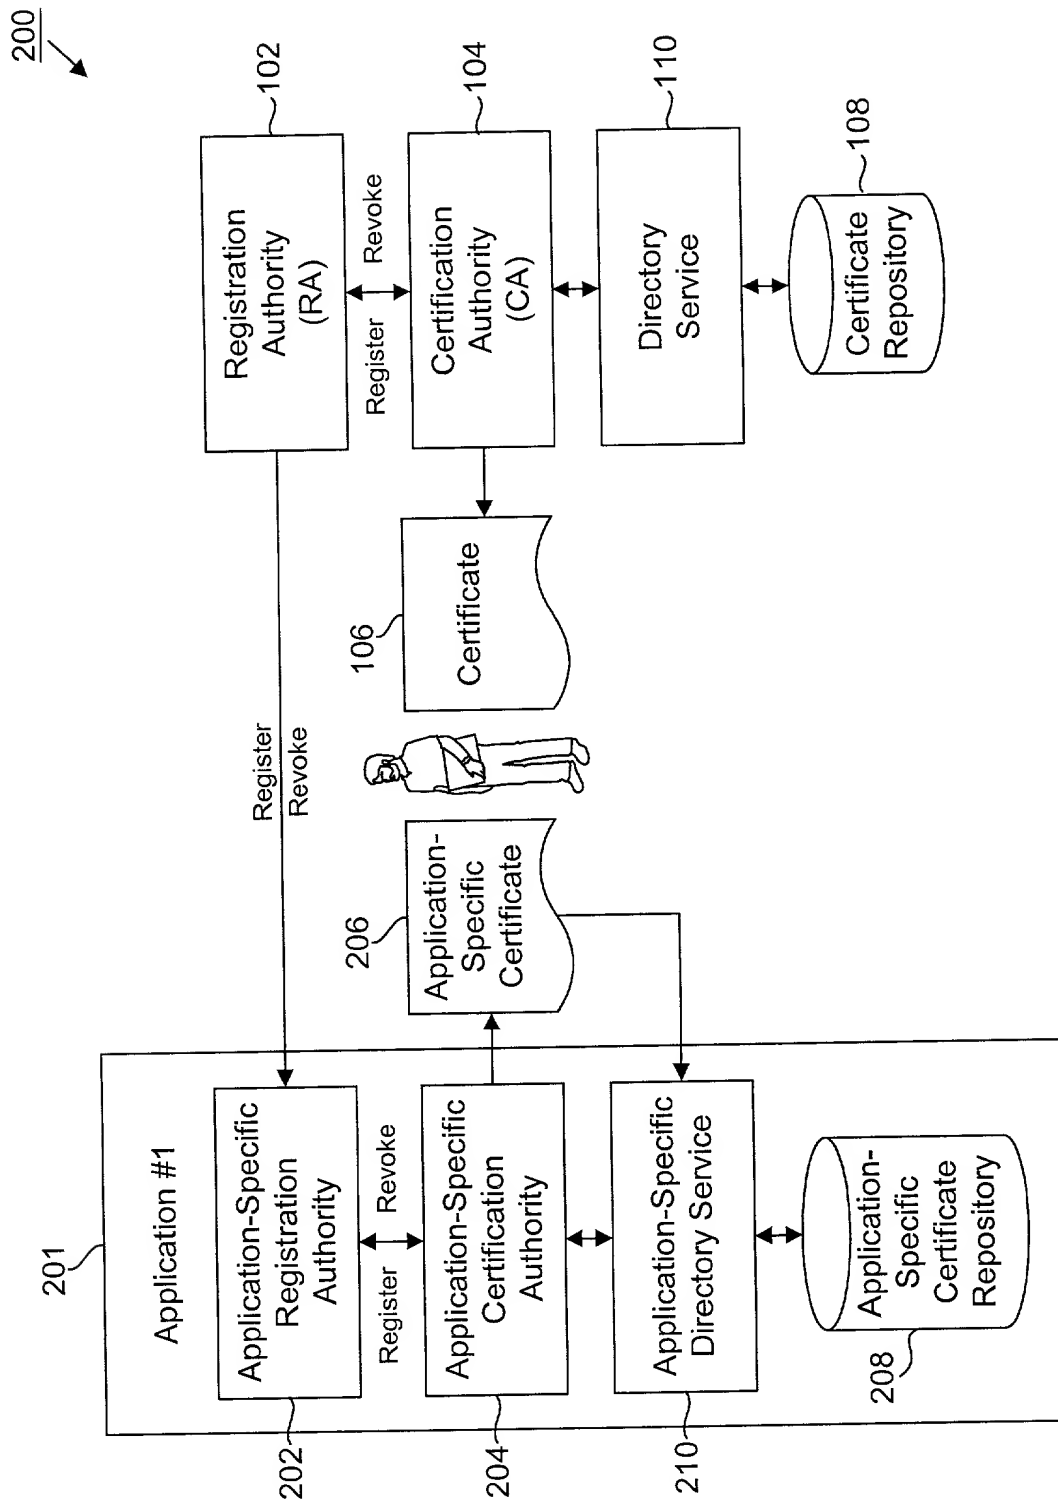 200
201
Application #1
Application-Specific
Registration
Authority
202
Register
Revoke
Application-Specific
Certification
Authority
204
Application-Specific
Directory Service
210
Application-
Specific
Certificate
Repository
208
Register
Revoke
206
Application-
Specific
Certificate
106
Certificate
Registration
Authority
(RA)
102
Register
Revoke
Certification
Authority
(CA)
104
Directory
Service
110
Certificate
Repository
108